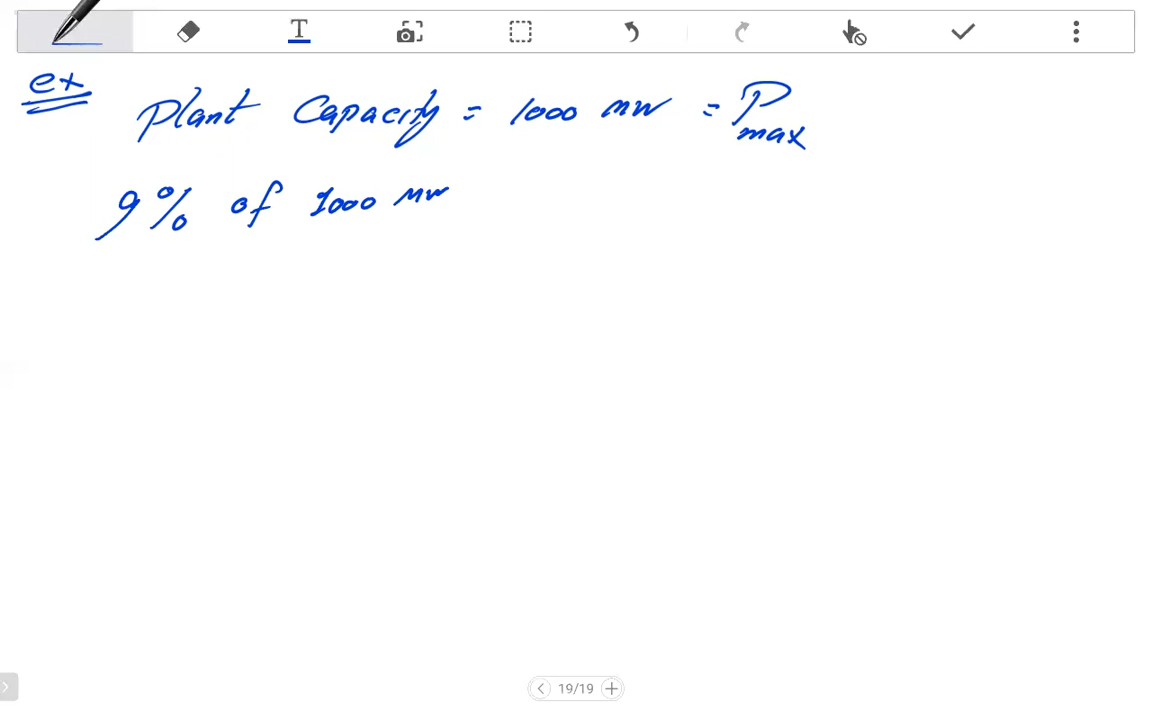 T
ex
Plant Capacity = 1000 MW = Pmax
9% of 1000 MW
19/19